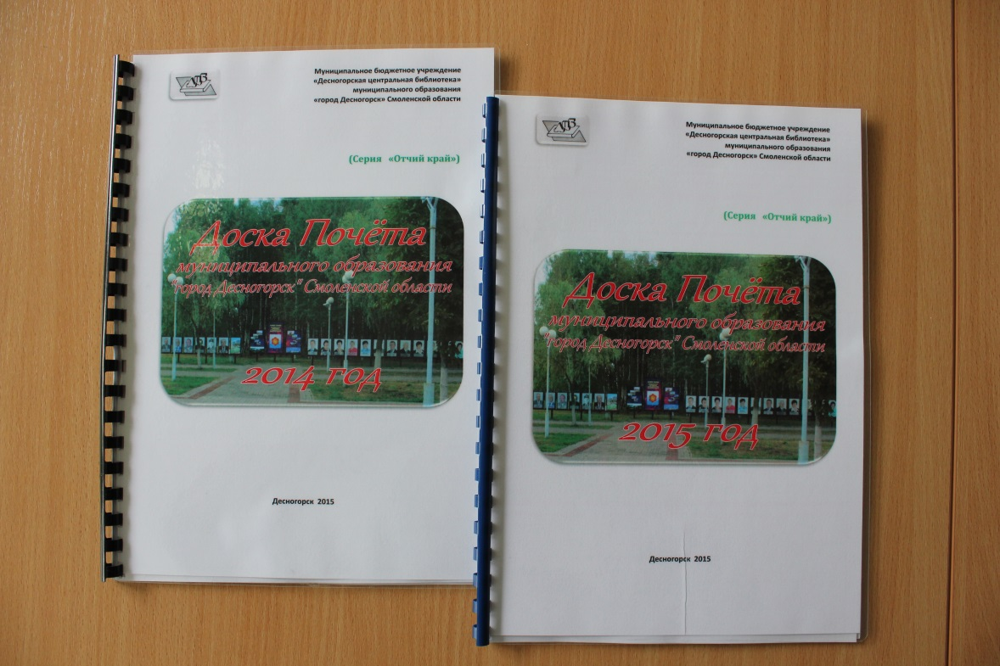 Муниципальное бюджетное учреждение
«Десногорская центральная библиотека»
муниципального образования
«город Десногорск» Смоленской области
(Серия «Отчий край»)
Доска Почёта
муниципального образования
"город Десногорск" Смоленской области
2014 год
Десногорск 2015
Муниципальное бюджетное учреждение
«Десногорская центральная библиотека»
муниципального образования
«город Десногорск» Смоленской области
(Серия «Отчий край»)
Доска Почёта
муниципального образования
"город Десногорск" Смоленской области
2015 год
Десногорск 2015